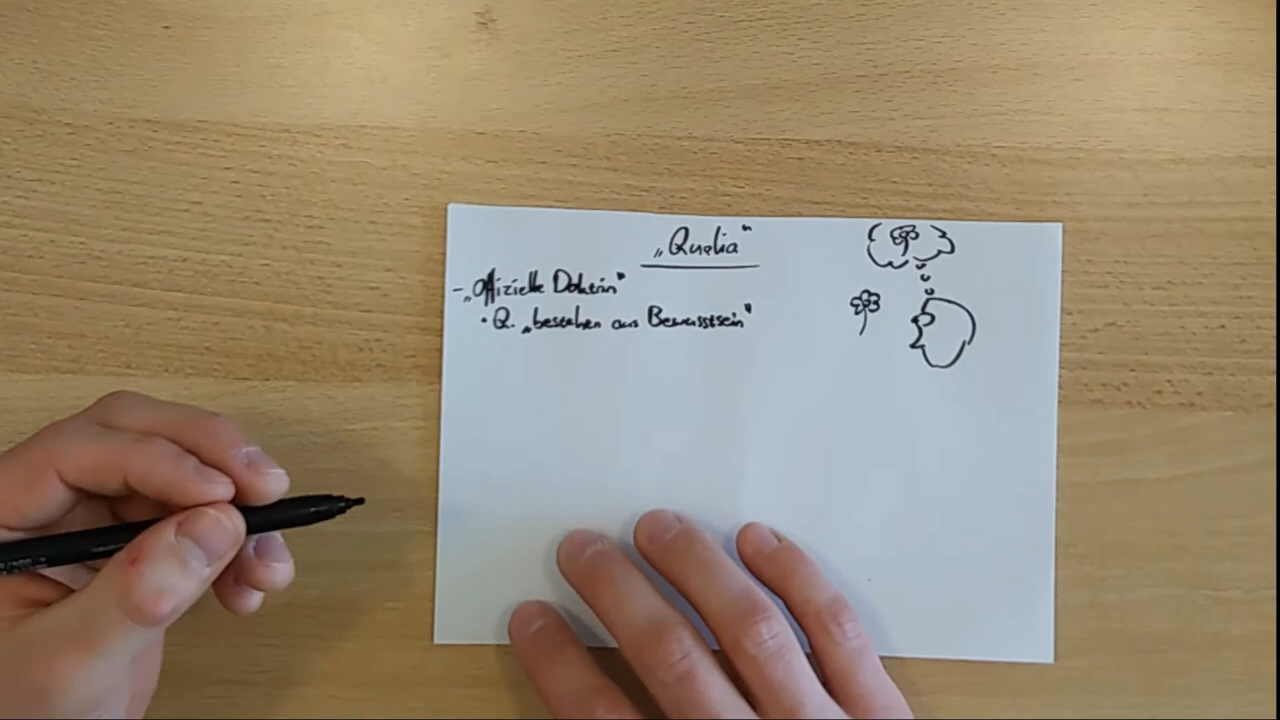 „Qualia“
- „Offizielle Doktrin“
• Q. „bestehen aus Bewusstsein“